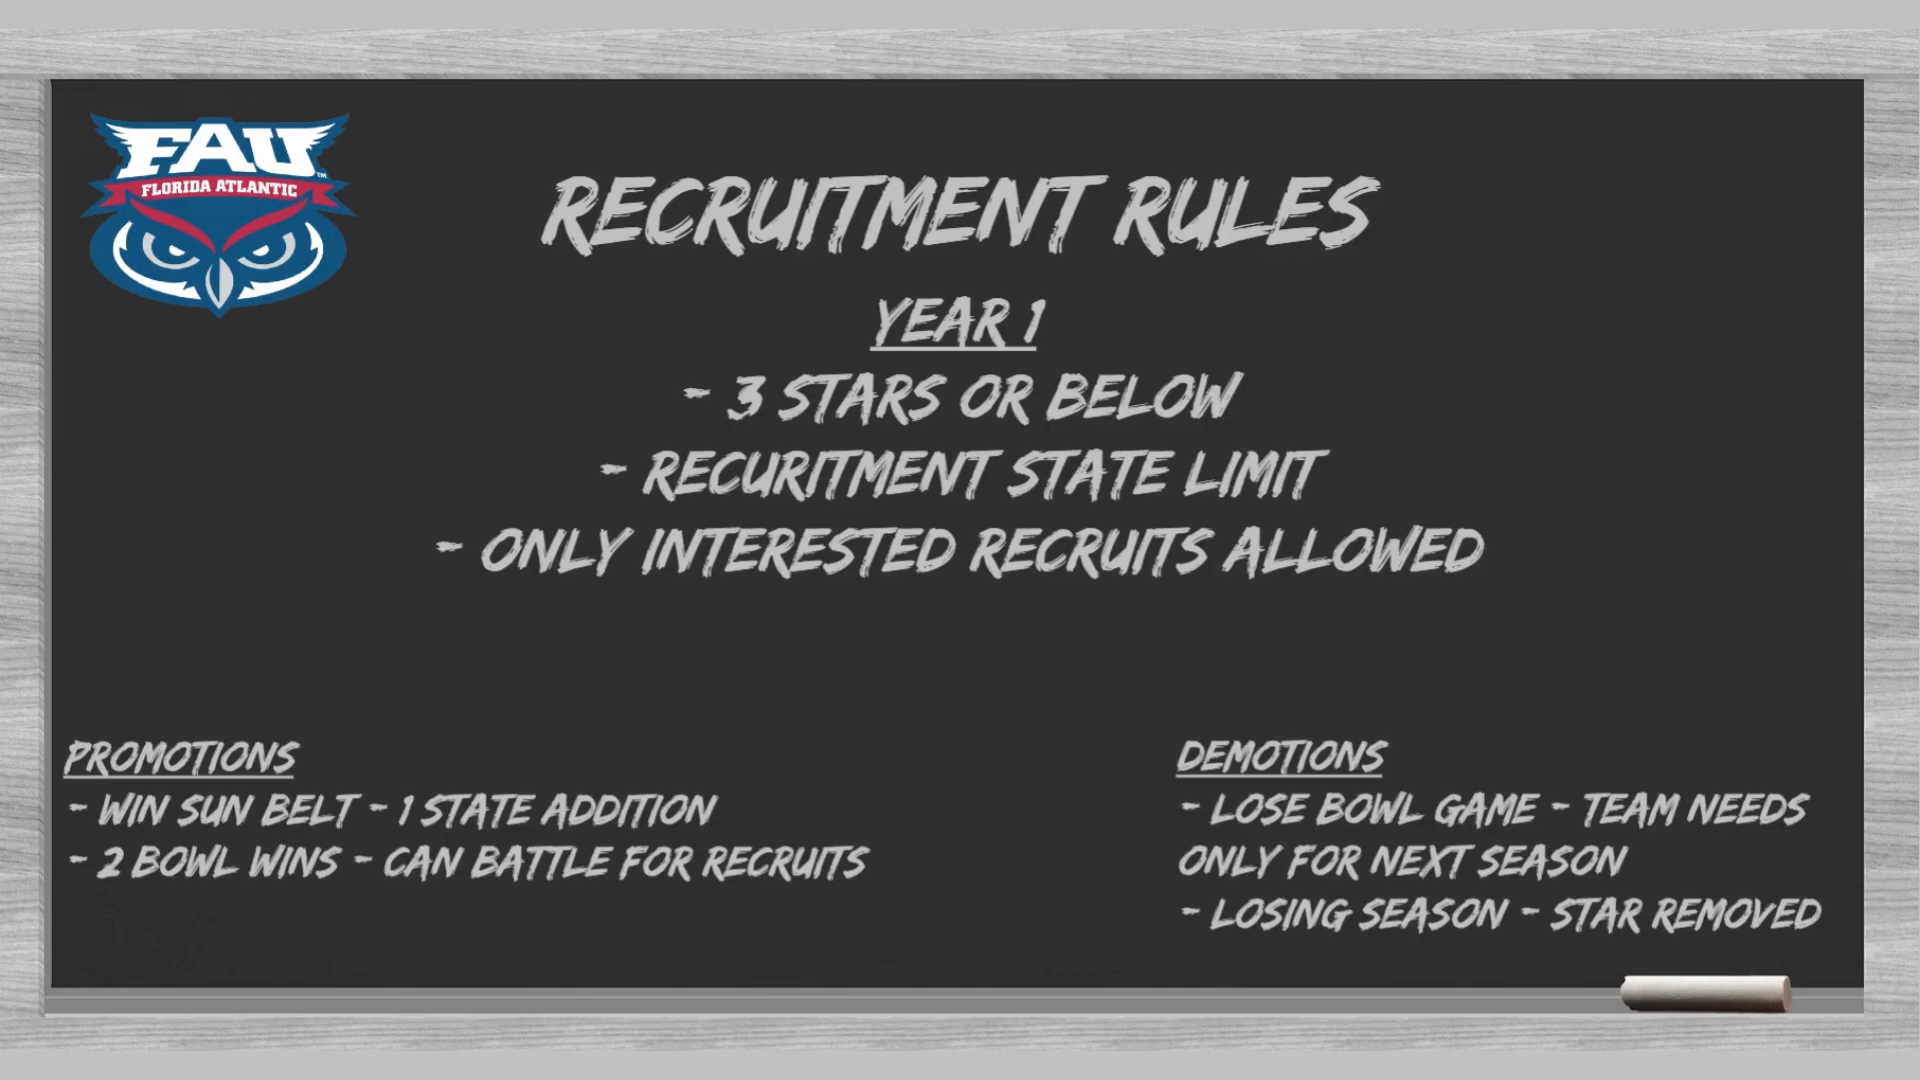 FAU
FLORIDA ATLANTIC
RECRUITMENT RULES
YEAR 1
- 3 STARS OR BELOW
- RECURITMENT STATE LIMIT
- ONLY INTERESTED RECRUITS ALLOWED
PROMOTIONS
- WIN SUN BELT - 1 STATE ADDITION
- 2 BOWL WINS - CAN BATTLE FOR RECRUITS
DEMOTIONS
- LOSE BOWL GAME - TEAM NEEDS
ONLY FOR NEXT SEASON
- LOSING SEASON - STAR REMOVED